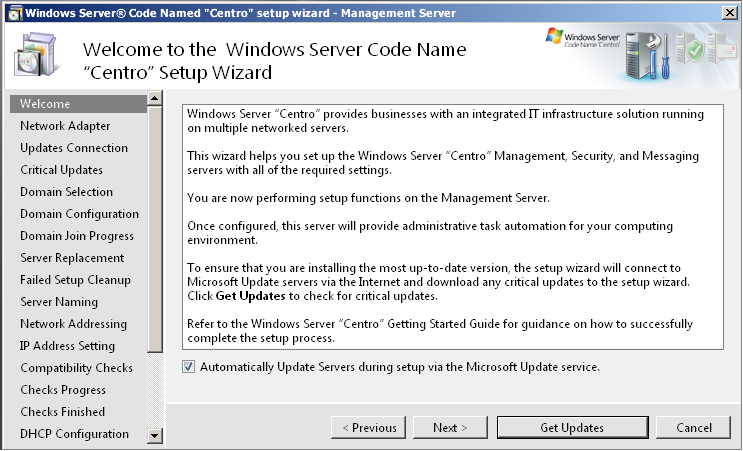 Windows Server® Code Named "Centro" setup wizard - Management Server
Welcome to the Windows Server Code Name
“Centro” Setup Wizard
Windows Server
Code Name 'Centro'
Welcome
Network Adapter
Updates Connection
Critical Updates
Domain Selection
Domain Configuration
Domain Join Progress
Server Replacement
Failed Setup Cleanup
Server Naming
Network Addressing
IP Address Setting
Compatibility Checks
Checks Progress
Checks Finished
DHCP Configuration
Windows Server “Centro” provides businesses with an integrated IT infrastructure solution running
on multiple networked servers.
This wizard helps you set up the Windows Server “Centro” Management, Security, and Messaging
servers with all of the required settings.
You are now performing setup functions on the Management Server.
Once configured, this server will provide administrative task automation for your computing
environment.
To ensure that you are installing the most up-to-date version, the setup wizard will connect to
Microsoft Update servers via the Internet and download any critical updates to the setup wizard.
Click Get Updates to check for critical updates.
Refer to the Windows Server “Centro” Getting Started Guide for guidance on how to successfully
complete the setup process.
Automatically Update Servers during setup via the Microsoft Update service.
< Previous
Next >
Get Updates
Cancel